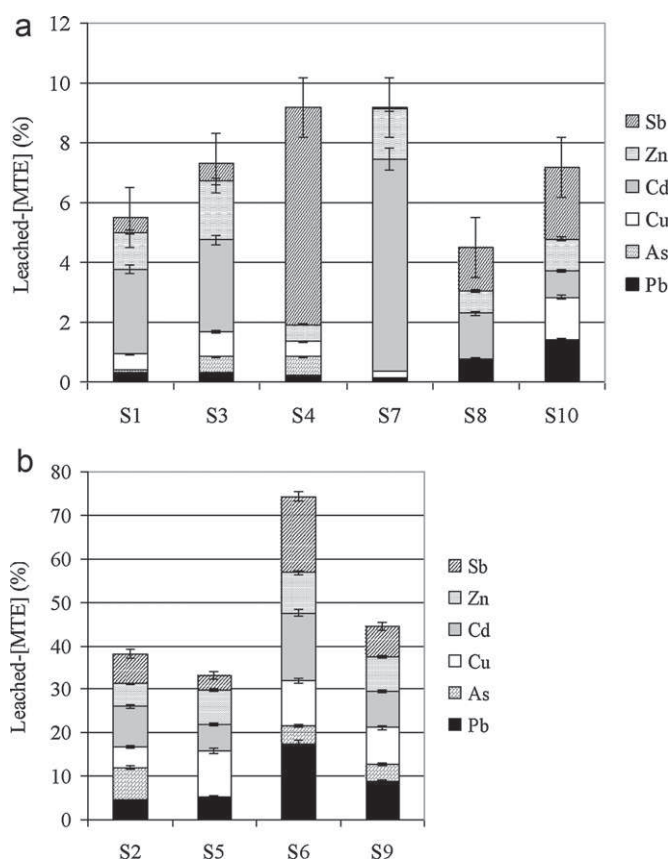 a
12
10
8
6
4
2
0
Leached-[MTE] (%)
S1 S3 S4 S7 S8 S10
Sb
Zn
Cd
Cu
As
Pb
b
80
70
60
50
40
30
20
10
0
Leached-[MTE] (%)
S2 S5 S6 S9
Sb
Zn
Cd
Cu
As
Pb